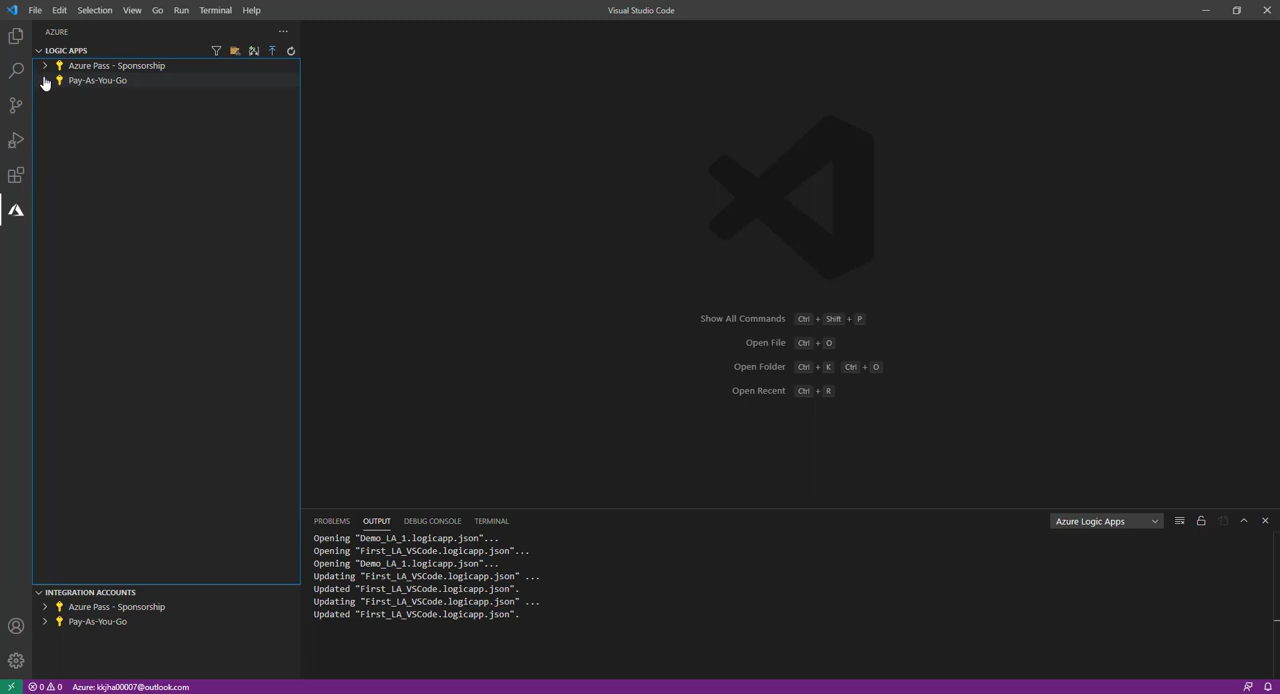 File Edit Selection View Go Run Terminal Help
Visual Studio Code
AZURE
LOGIC APPS
Azure Pass - Sponsorship
Pay-As-You-Go
Show All Commands Ctrl + Shift + P
Open File Ctrl + O
Open Folder Ctrl + K Ctrl + O
Open Recent Ctrl + R
PROBLEMS OUTPUT DEBUG CONSOLE TERMINAL
Azure Logic Apps
Opening "Demo_LA_1.logicapp.json"...
Opening "First_LA_VSCode.logicapp.json"...
Opening "Demo_LA_1.logicapp.json"...
Updating "First_LA_VSCode.logicapp.json" ...
Updated "First_LA_VSCode.logicapp.json".
Updating "First_LA_VSCode.logicapp.json" ...
Updated "First_LA_VSCode.logicapp.json".
INTEGRATION ACCOUNTS
Azure Pass - Sponsorship
Pay-As-You-Go
0 0 Azure: kkjha00007@outlook.com